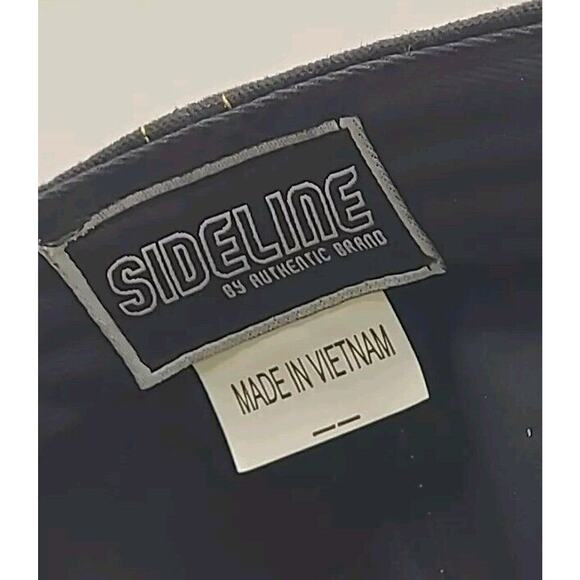 SIDELINE
BY AUTHENTIC BRAND
MADE IN VIETNAM